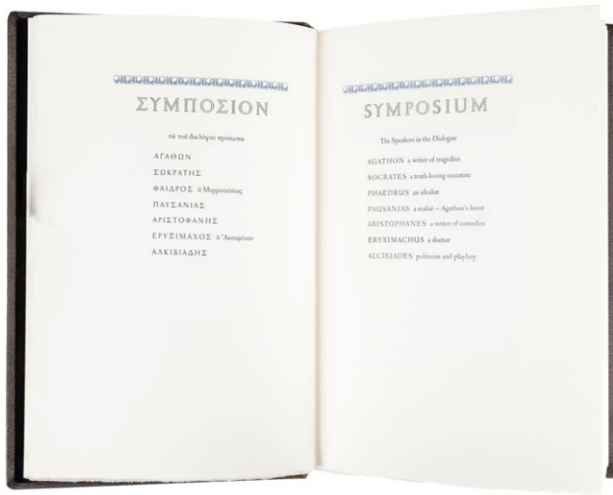 ΣΥΜΠΟΣΙΟΝ
τὰ τοῦ διαλόγου πρόσωπα
ΑΓΑΘΩΝ
ΣΩΚΡΑΤΗΣ
ΦΑΙΔΡΟΣ ὁ Μυρρινούσιος
ΠΑΥΣΑΝΙΑΣ
ΑΡΙΣΤΟΦΑΝΗΣ
ΕΡΥΞΙΜΑΧΟΣ ὁ Ἀκουμένου
ΑΛΚΙΒΙΑΔΗΣ
SYMPOSIUM
The Speakers in the Dialogue
AGATHON a writer of tragedies
SOCRATES a truth-loving eccentric
PHAEDRUS an idealist
PAUSANIAS a realist – Agathon's lover
ARISTOPHANES a writer of comedies
ERYXIMACHUS a doctor
ALCIBIADES politician and playboy